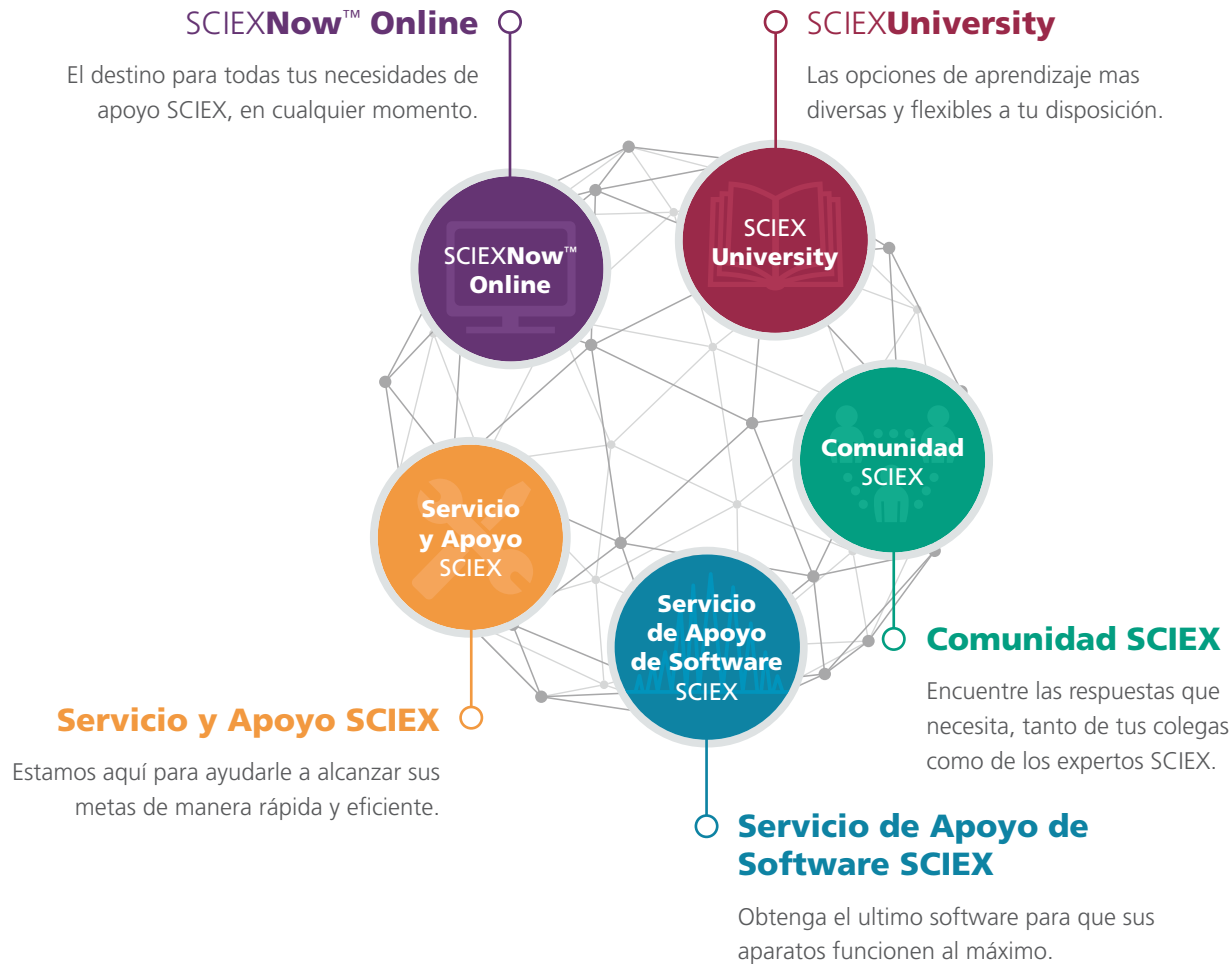 SCIEXNow™ Online
El destino para todas tus necesidades de
apoyo SCIEX, en cualquier momento.
SCIEXUniversity
Las opciones de aprendizaje mas
diversas y flexibles a tu disposición.
SCIEXNow™
Online
SCIEX
University
Comunidad
SCIEX
Servicio
y Apoyo
SCIEX
Servicio
de Apoyo
de Software
SCIEX
Comunidad SCIEX
Encuentre las respuestas que
necesita, tanto de tus colegas
como de los expertos SCIEX.
Servicio y Apoyo SCIEX
Estamos aquí para ayudarle a alcanzar sus
metas de manera rápida y eficiente.
Servicio de Apoyo de
Software SCIEX
Obtenga el ultimo software para que sus
aparatos funcionen al máximo.